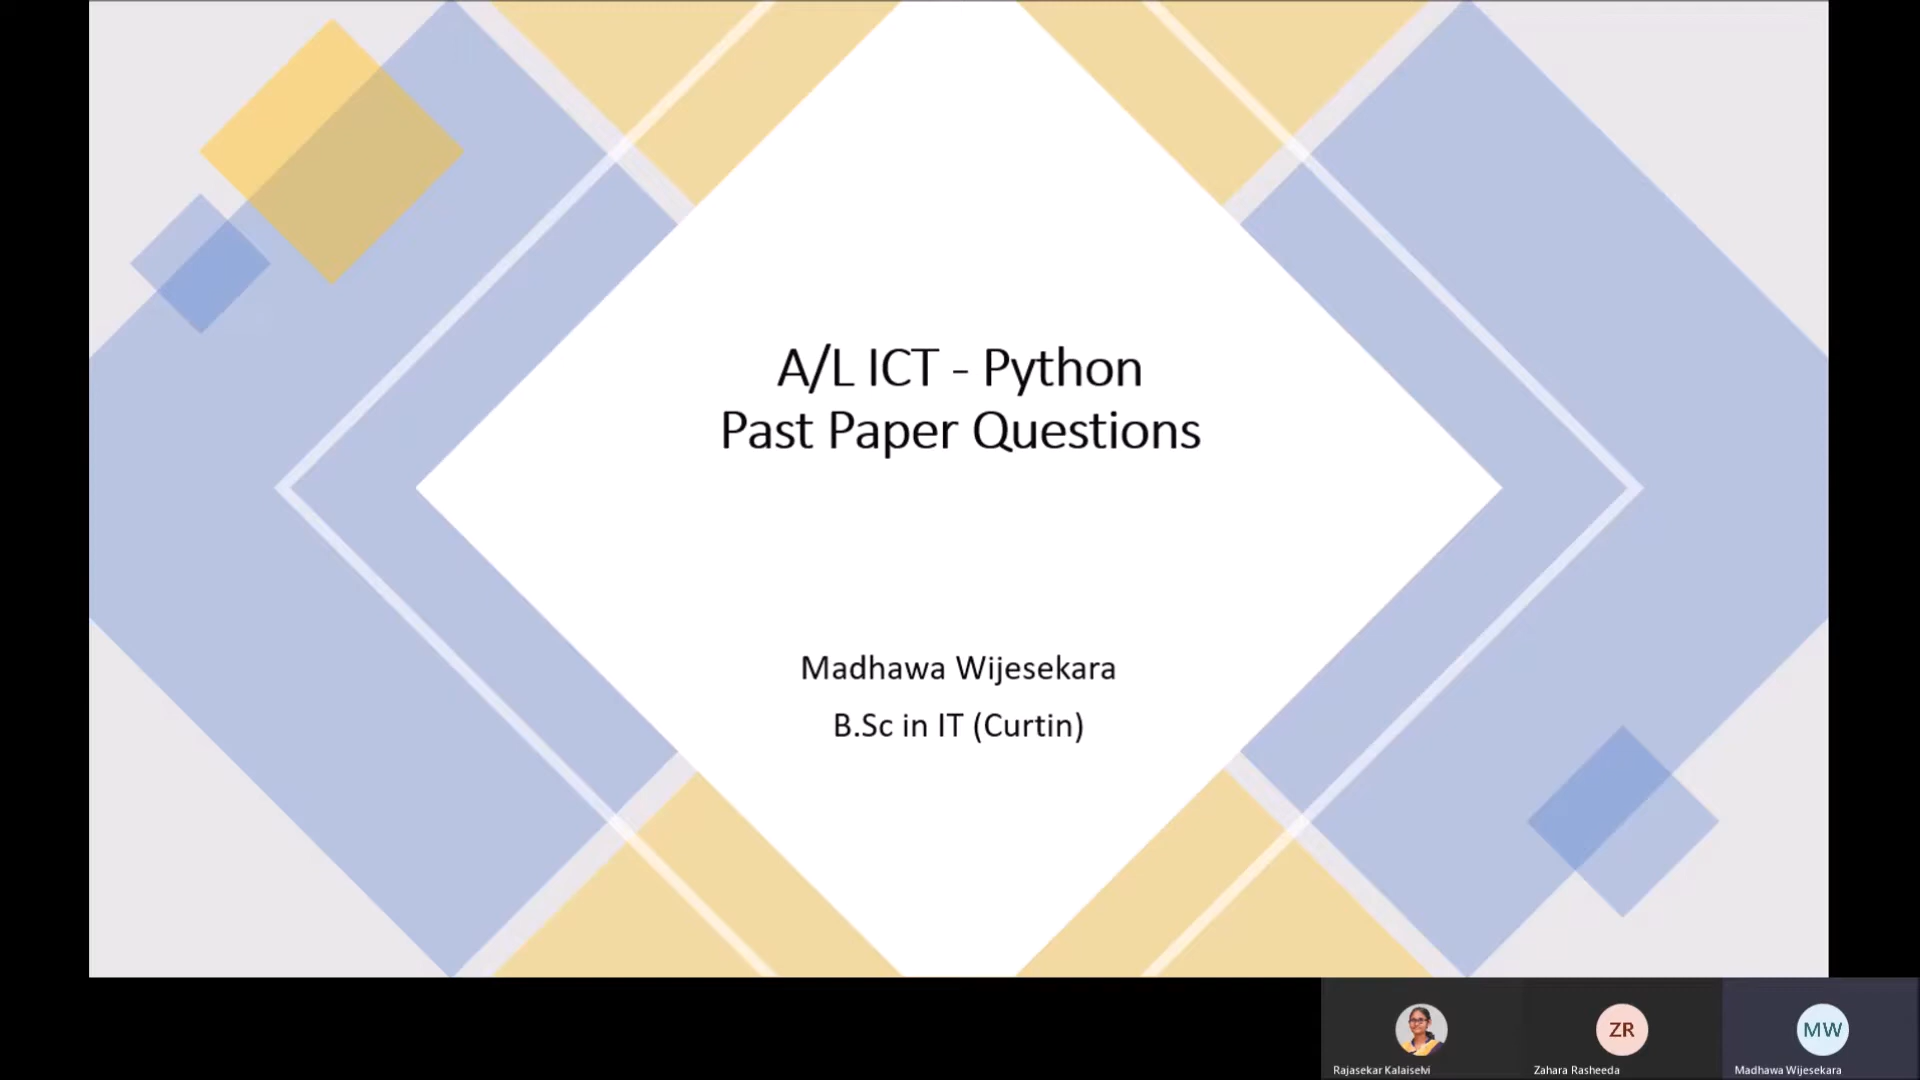 A/L ICT - Python
Past Paper Questions
Madhawa Wijesekara
B.Sc in IT (Curtin)
ZR
MW
Rajasekar Kalaiselvi
Zahara Rasheeda
Madhawa Wijesekara